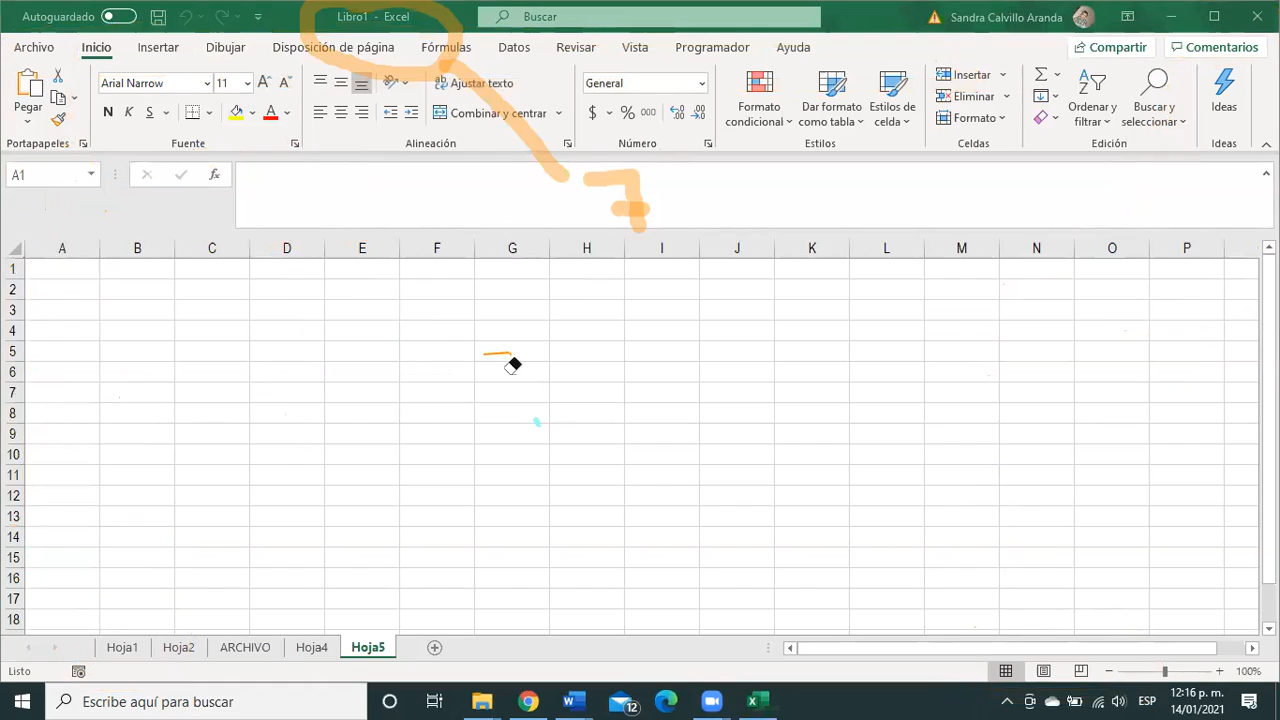 Autoguardado Libro1 - Excel Buscar Sandra Calvillo Aranda
Archivo Inicio Insertar Dibujar Disposición de página Fórmulas Datos Revisar Vista Programador Ayuda Compartir Comentarios
Pegar Arial Narrow 11 Ajustar texto General Formato condicional Dar formato como tabla Estilos de celda Insertar Ordenar y filtrar Buscar y seleccionar Ideas
N K S A Combinar y centrar $ % 000 Eliminar
Formato
Portapapeles Fuente Alineación Número Estilos Celdas Edición Ideas
A1 fx
7
A B C D E F G H I J K L M N O P
1
2
3
4
5
6
7
8
9
10
11
12
13
14
15
16
17
18
Hoja1 Hoja2 ARCHIVO Hoja4 Hoja5
Listo 100%
Escribe aquí para buscar 12 ESP 12:16 p. m.
14/01/2021